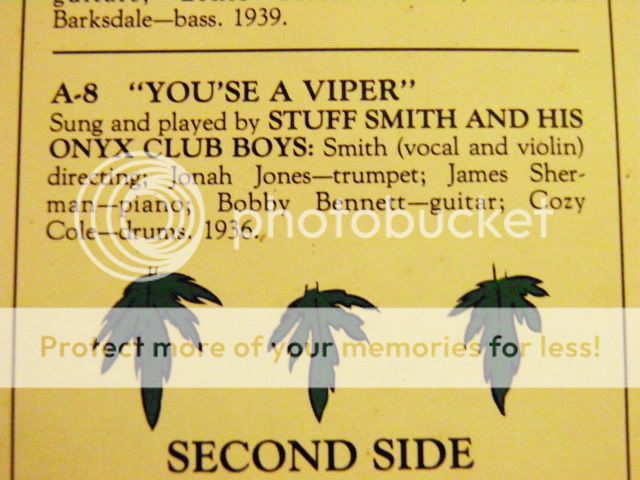 Barksdale—bass. 1939.
A-8 "YOU'SE A VIPER"
Sung and played by STUFF SMITH AND HIS
ONYX CLUB BOYS: Smith (vocal and violin)
directing; Jonah Jones—trumpet; James Sher-
man—piano; Bobby Bennett—guitar; Cozy
Cole—drums. 1936.
photobucket
Protect more of your memories for less!
SECOND SIDE